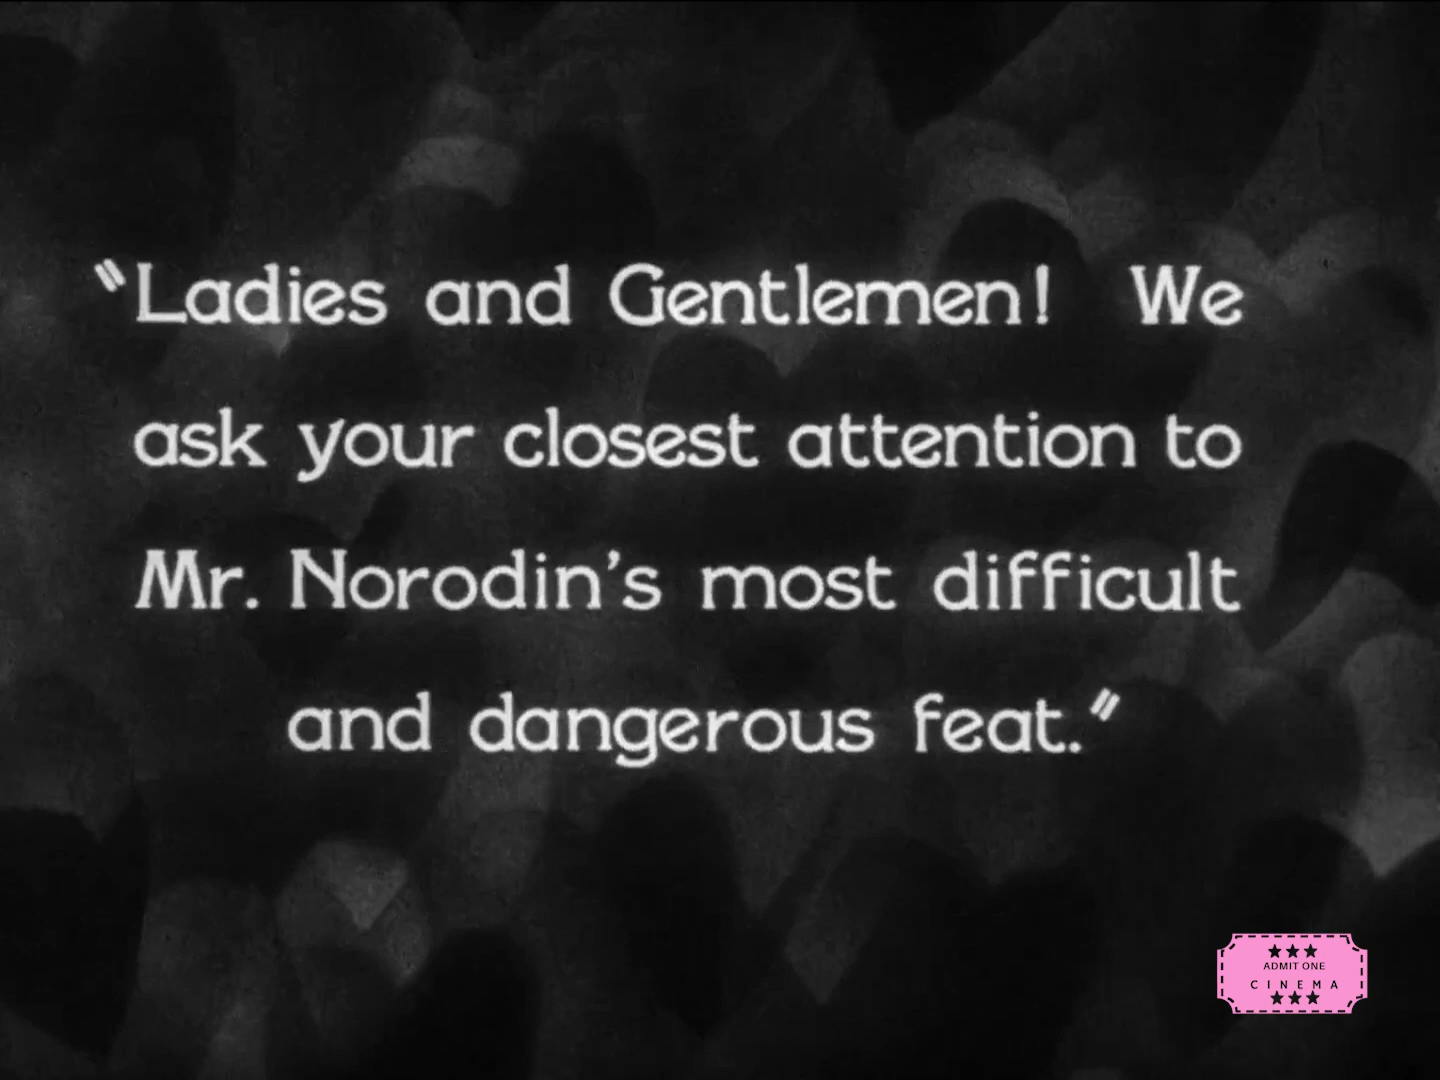 "Ladies and Gentlemen! We
ask your closest attention to
Mr. Norodin's most difficult
and dangerous feat."
ADMIT ONE
CINEMA